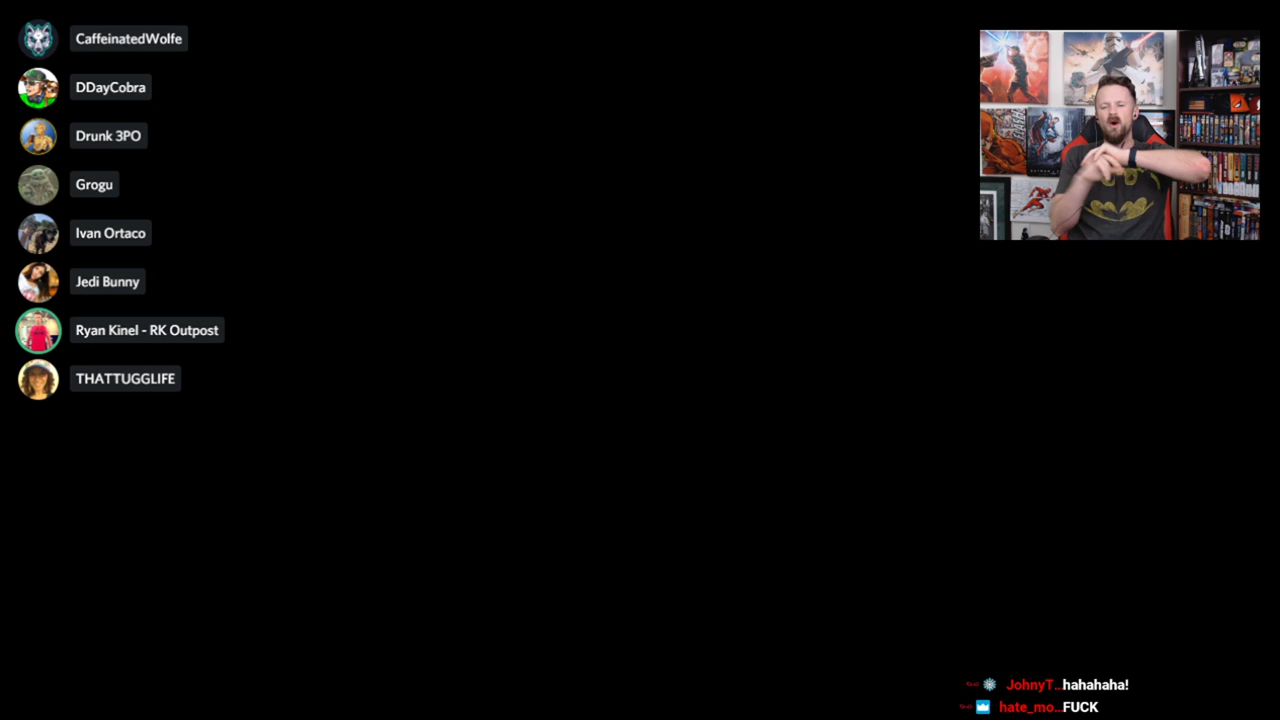 CaffeinatedWolfe
DDayCobra
Drunk 3PO
Grogu
Ivan Ortaco
Jedi Bunny
Ryan Kinel - RK Outpost
THATTUGGLIFE
JohnyT...hahahaha!
hate_mo...FUCK